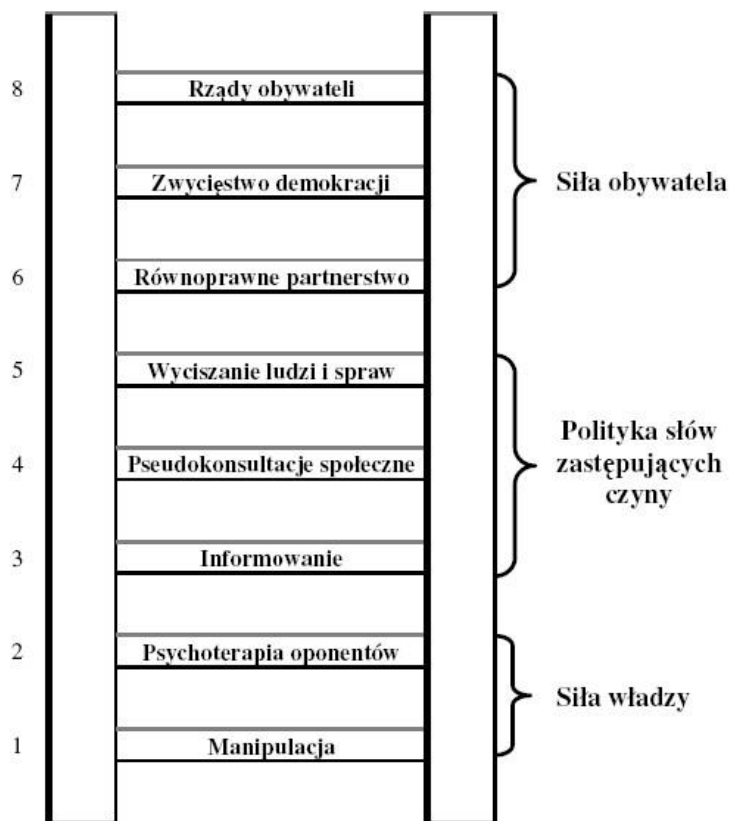 8 Rządy obywateli
7 Zwycięstwo demokracji
Siła obywatela
6 Równoprawne partnerstwo
5 Wyciszanie ludzi i spraw
4 Pseudokonsultacje społeczne
Polityka słów
zastępujących
czyny
3 Informowanie
2 Psychoterapia oponentów
Siła władzy
1 Manipulacja